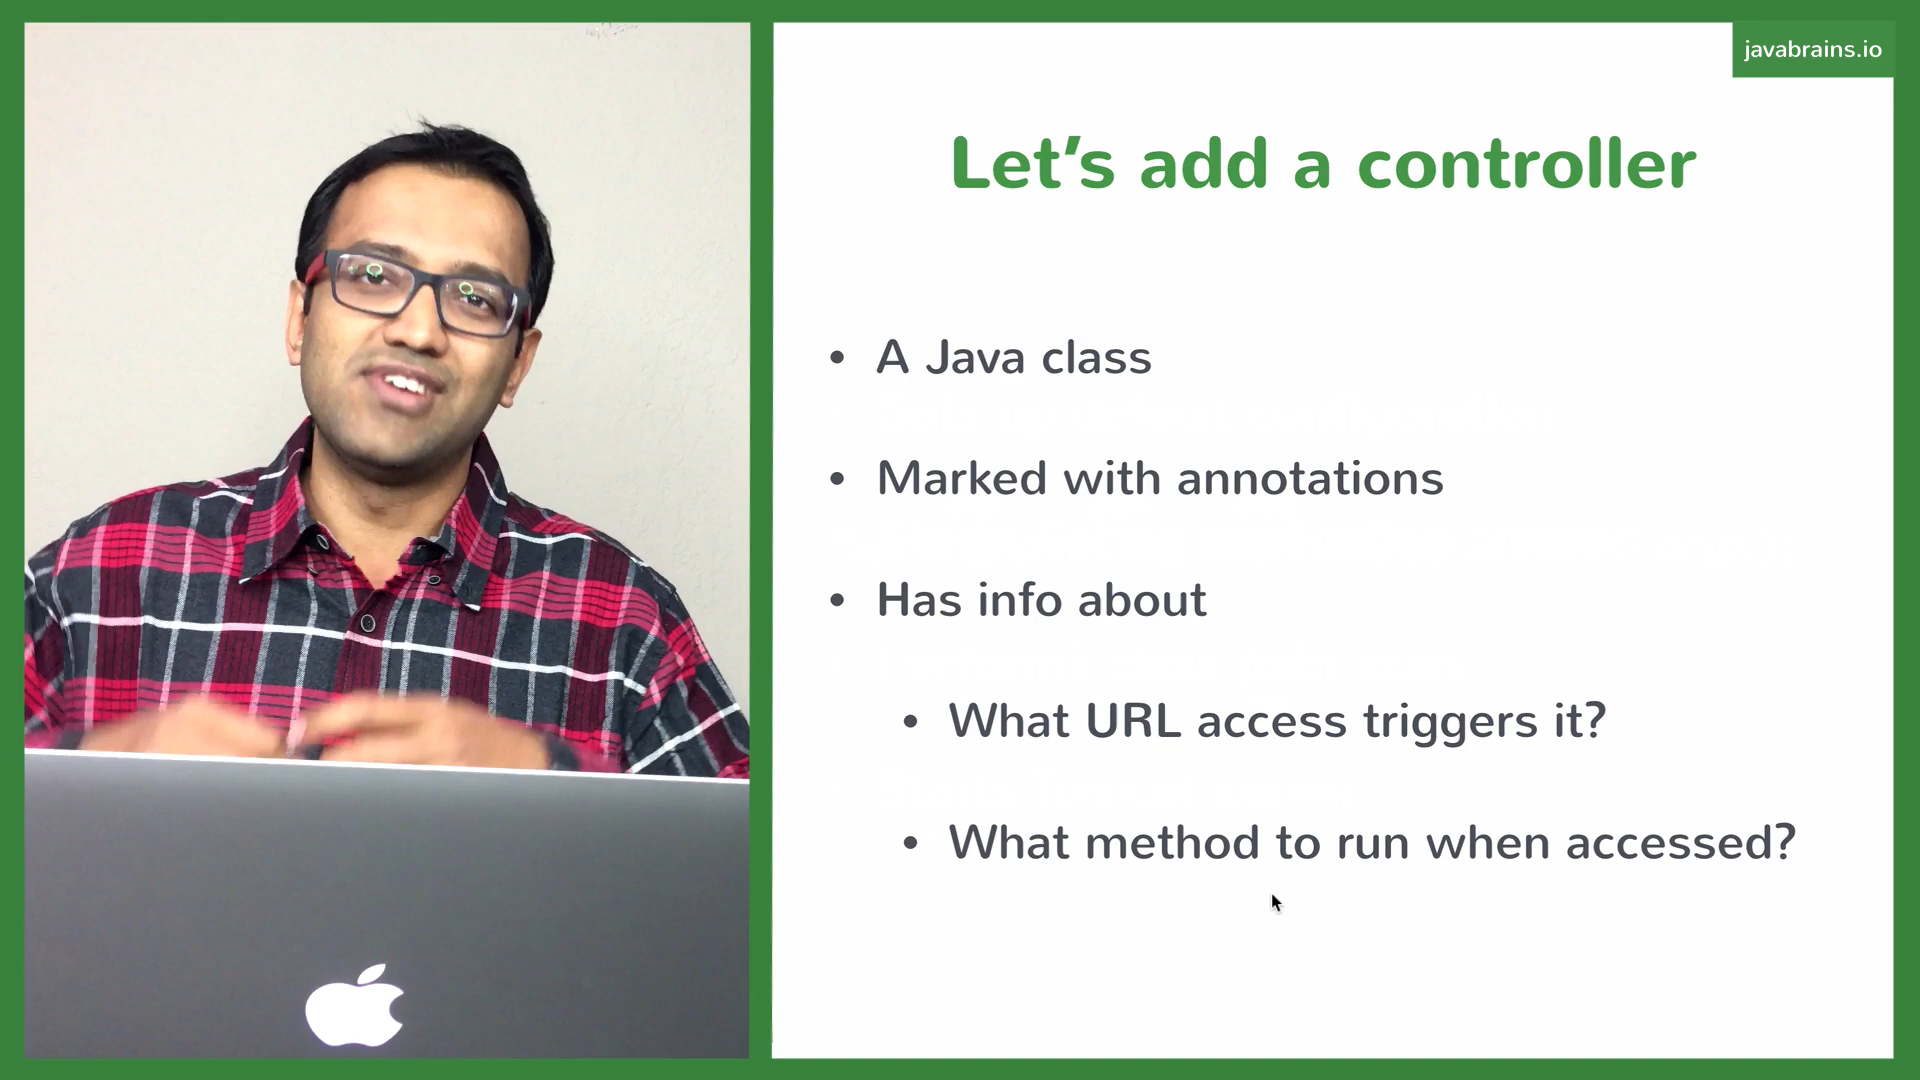 javabrains.io
Let's add a controller
• A Java class
• Marked with annotations
• Has info about
• What URL access triggers it?
• What method to run when accessed?